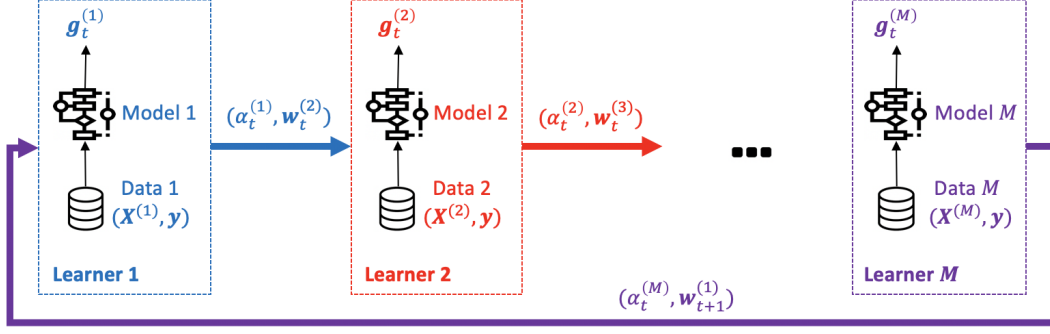 g_t^(1)
Model 1
Data 1
(X^(1), y)
Learner 1
(α_t^(1), w_t^(2))
g_t^(2)
Model 2
Data 2
(X^(2), y)
Learner 2
(α_t^(2), w_t^(3))
...
g_t^(M)
Model M
Data M
(X^(M), y)
Learner M
(α_t^(M), w_{t+1}^(1))